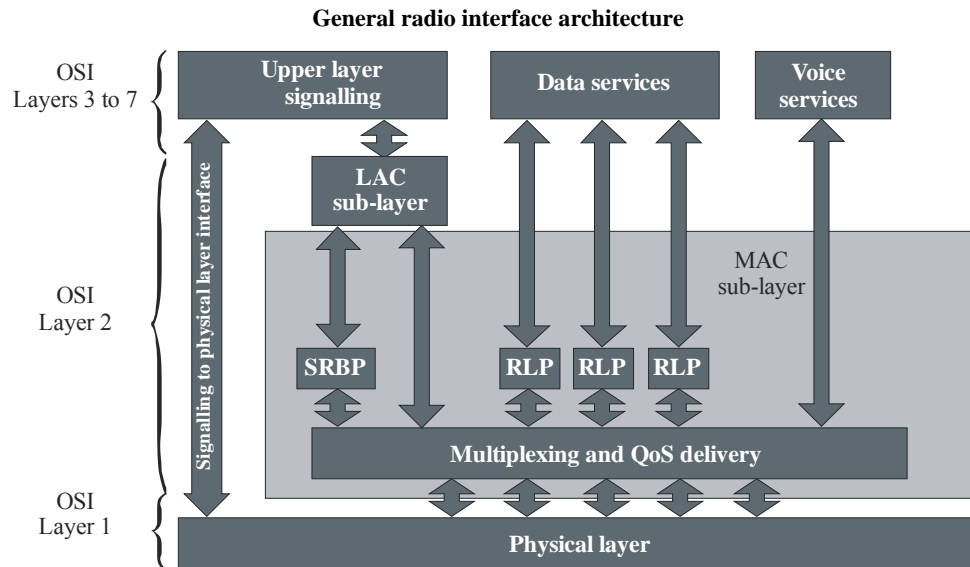 General radio interface architecture
OSI
Layers 3 to 7
Upper layer
signalling
Data services
Voice
services
LAC
sub-layer
Signalling to physical layer interface
MAC
sub-layer
OSI
Layer 2
SRBP
RLP
RLP
RLP
Multiplexing and QoS delivery
OSI
Layer 1
Physical layer